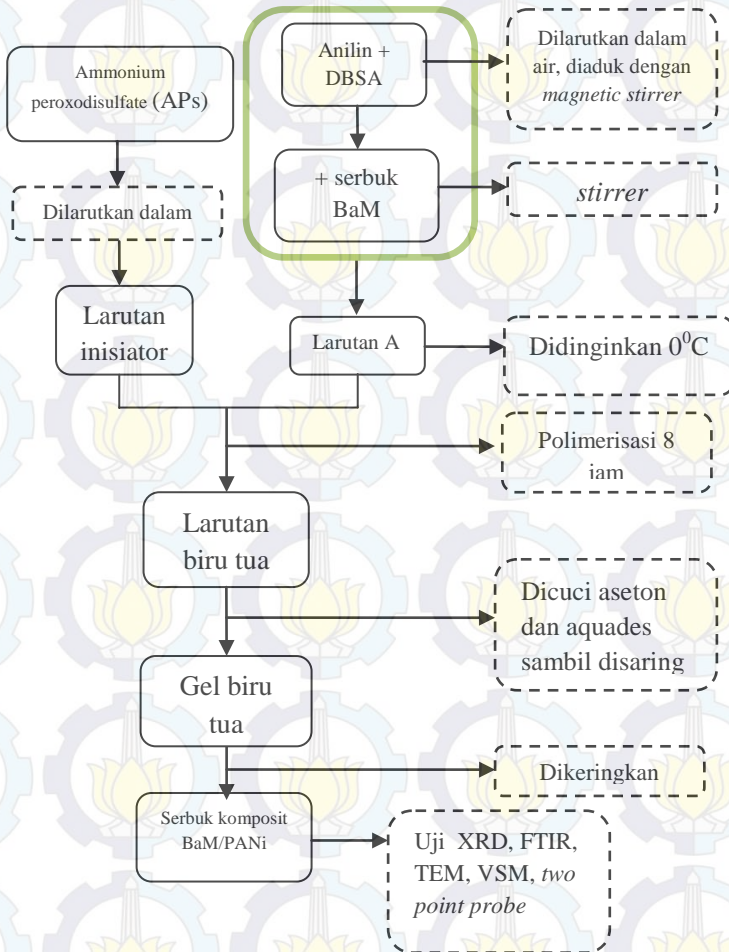 Ammonium
peroxodisulfate (APs)
Dilarutkan dalam
Larutan
inisiator
Anilin +
DBSA
Dilarutkan dalam
air, diaduk dengan
magnetic stirrer
+ serbuk
BaM
stirrer
Larutan A
Didinginkan 0⁰C
Polimerisasi 8
jam
Larutan
biru tua
Dicuci aseton
dan aquades
sambil disaring
Gel biru
tua
Dikeringkan
Serbuk komposit
BaM/PANi
Uji XRD, FTIR,
TEM, VSM, two
point probe